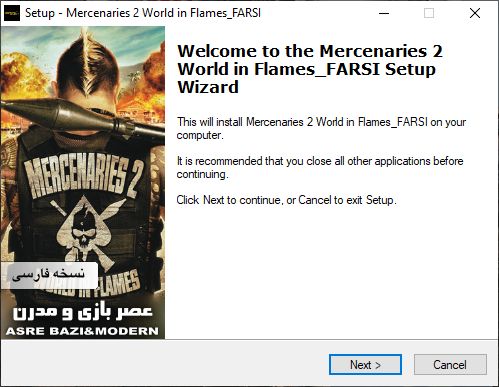 Setup - Mercenaries 2 World in Flames_FARSI
Welcome to the Mercenaries 2
World in Flames_FARSI Setup
Wizard
This will install Mercenaries 2 World in Flames_FARSI on your
computer.
It is recommended that you close all other applications before
continuing.
Click Next to continue, or Cancel to exit Setup.
MERCENARIES 2
WORLD IN FLAMES
نسخه فارسی
عصر بازی و مدرن
ASRE BAZI&MODERN
Next >
Cancel